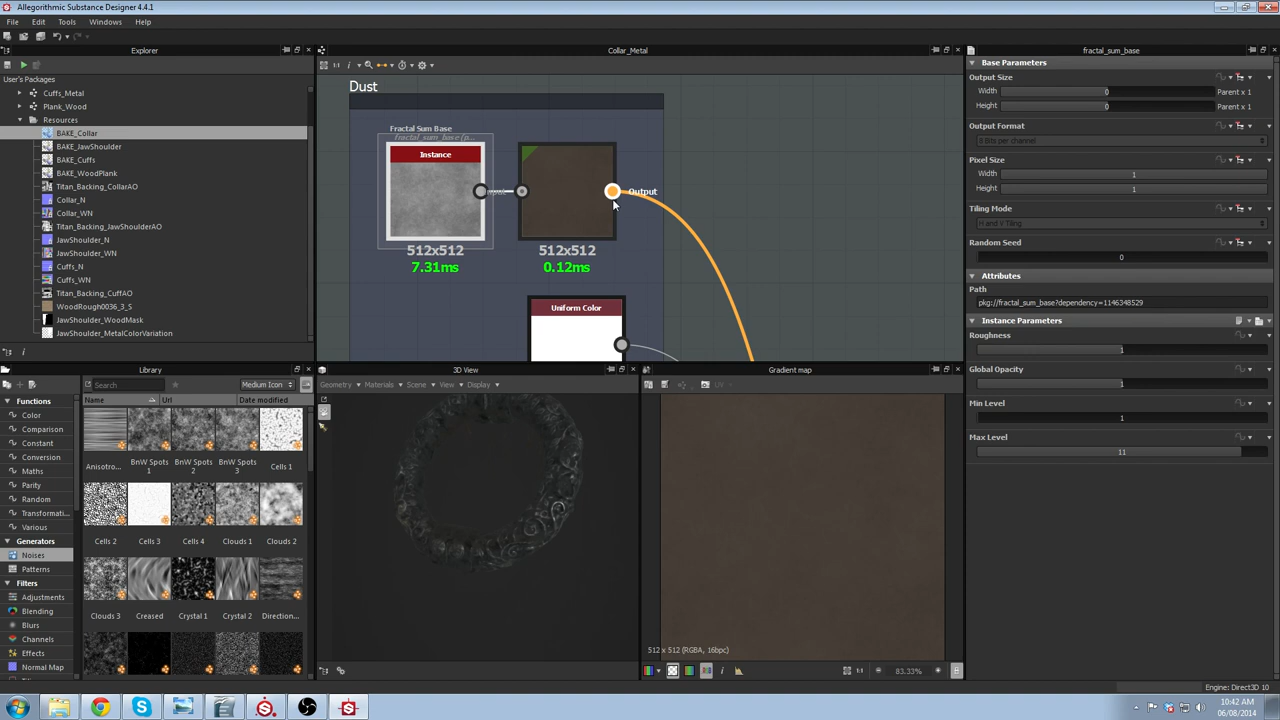 Allegorithmic Substance Designer 4.4.1
File Edit Tools Windows Help
Explorer
User's Packages
Cuffs_Metal
Plank_Wood
Resources
BAKE_Collar
BAKE_JawShoulder
BAKE_Cuffs
BAKE_WoodPlank
Titan_Backing_CollarAO
Collar_N
Collar_WN
Titan_Backing_JawShoulderAO
JawShoulder_N
JawShoulder_WN
Cuffs_N
Cuffs_WN
Titan_Backing_CuffAO
WoodRough0036_3_S
JawShoulder_WoodMask
JawShoulder_MetalColorVariation
Collar_Metal
Dust
Fractal Sum Base
Instance
Output
512x512
7.31ms
512x512
0.12ms
Uniform Color
fractal_sum_base
Base Parameters
Output Size
Width 0 Parent x 1
Height 0 Parent x 1
Output Format
8 Bits per channel
Pixel Size
Width 1
Height 1
Tiling Mode
H and V Tiling
Random Seed
0
Attributes
Path
pkg://fractal_sum_base?dependency=1146348529
Instance Parameters
Roughness
1
Global Opacity
1
Min Level
1
Max Level
11
Library
Search
Medium Icon
Functions
Color
Comparison
Constant
Conversion
Maths
Parity
Random
Transformati...
Various
Generators
Noises
Patterns
Filters
Adjustments
Blending
Blurs
Channels
Effects
Normal Map
Name Url Date modified
Anisotro... BnW Spots 1 BnW Spots 2 BnW Spots 3 Cells 1
Cells 2 Cells 3 Cells 4 Clouds 1 Clouds 2
Clouds 3 Creased Crystal 1 Crystal 2 Direction...
3D View
Geometry Materials Scene View Display
Gradient map
UV
512 x 512 (RGBA, 16bpc)
83.33%
Engine: Direct3D 10
10:42 AM
06/08/2014